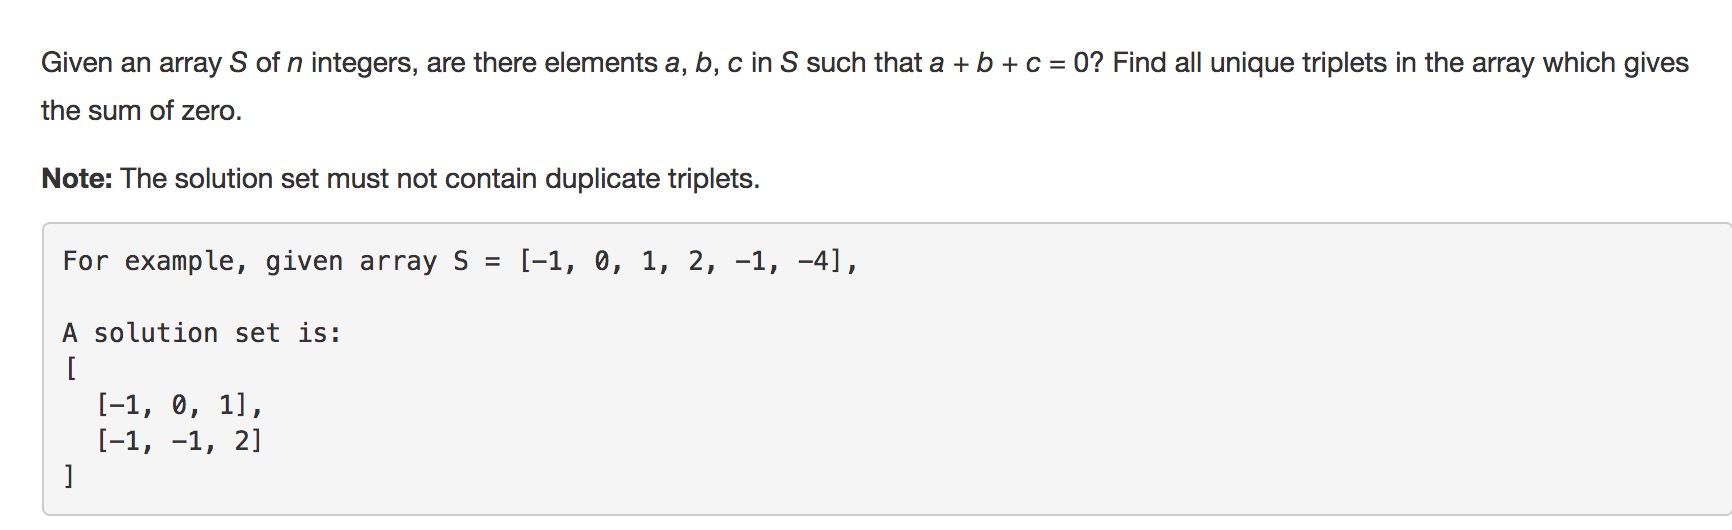 Given an array S of n integers, are there elements a, b, c in S such that a + b + c = 0? Find all unique triplets in the array which gives
the sum of zero.
Note: The solution set must not contain duplicate triplets.
For example, given array S = [-1, 0, 1, 2, -1, -4],
A solution set is:
[
  [-1, 0, 1],
  [-1, -1, 2]
]